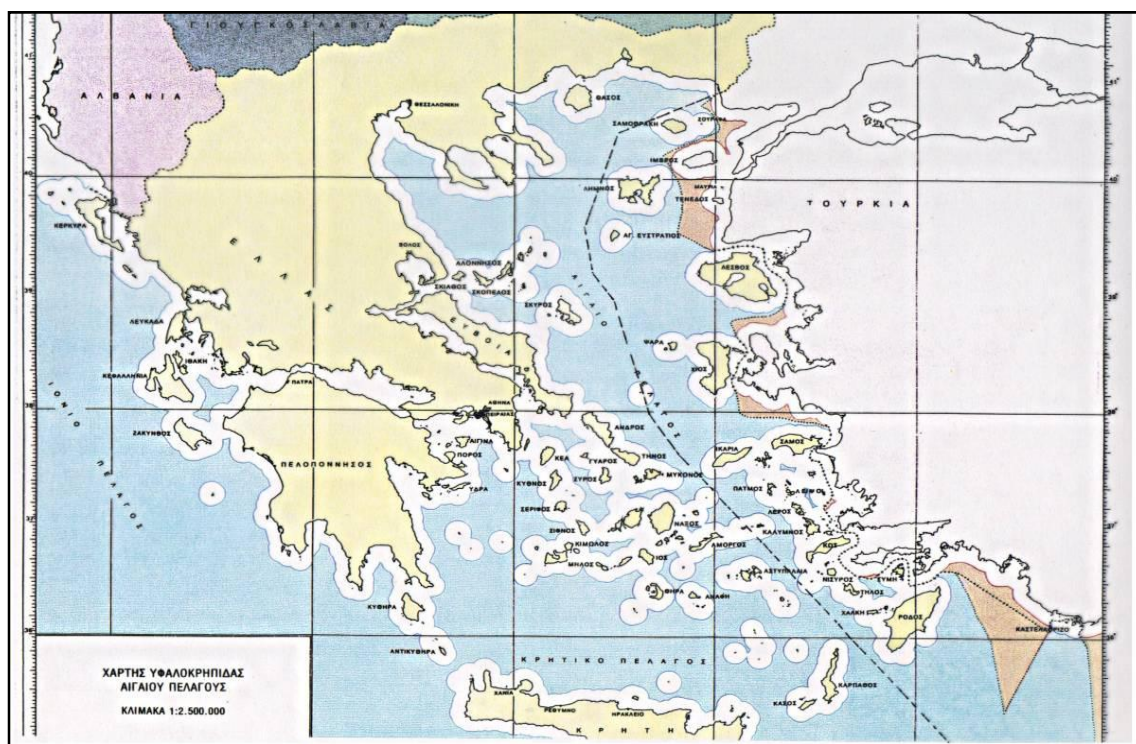 ΓΙΟΥΓΚΟΣΛΑΒΙΑ
ΑΛΒΑΝΙΑ
ΘΕΣΣΑΛΟΝΙΚΗ
ΘΑΣΟΣ
ΣΑΜΟΘΡΑΚΗ
ΙΜΒΡΟΣ
ΛΗΜΝΟΣ
ΤΕΝΕΔΟΣ
ΤΟΥΡΚΙΑ
ΚΕΡΚΥΡΑ
ΑΓ. ΕΥΣΤΡΑΤΙΟΣ
ΕΛΛΑΣ
ΒΟΛΟΣ
ΑΛΟΝΝΗΣΟΣ
ΛΕΣΒΟΣ
ΣΚΙΑΘΟΣ
ΣΚΟΠΕΛΟΣ
ΣΚΥΡΟΣ
ΑΙΓΑΙΟ ΠΕΛΑΓΟΣ
ΛΕΥΚΑΔΑ
ΕΥΒΟΙΑ
ΨΑΡΑ
ΙΘΑΚΗ
ΧΙΟΣ
ΚΕΦΑΛΛΗΝΙΑ
ΠΑΤΡΑ
ΑΘΗΝΑ
ΠΕΙΡΑΙΑΣ
ΙΟΝΙΟ ΠΕΛΑΓΟΣ
ΖΑΚΥΝΘΟΣ
ΑΝΔΡΟΣ
ΑΙΓΙΝΑ
ΣΑΜΟΣ
ΙΚΑΡΙΑ
ΠΕΛΟΠΟΝΝΗΣΟΣ
ΠΟΡΟΣ
ΚΕΑ
ΓΥΑΡΟΣ
ΤΗΝΟΣ
ΥΔΡΑ
ΚΥΘΝΟΣ
ΣΥΡΟΣ
ΜΥΚΟΝΟΣ
ΠΑΤΜΟΣ
ΣΕΡΙΦΟΣ
ΛΕΡΟΣ
ΣΙΦΝΟΣ
ΝΑΞΟΣ
ΚΑΛΥΜΝΟΣ
ΚΙΜΩΛΟΣ
ΑΜΟΡΓΟΣ
ΚΩΣ
ΜΗΛΟΣ
ΙΟΣ
ΑΣΤΥΠΑΛΑΙΑ
ΝΙΣΥΡΟΣ
ΣΥΜΗ
ΤΗΛΟΣ
ΘΗΡΑ
ΑΝΑΦΗ
ΚΥΘΗΡΑ
ΧΑΛΚΗ
ΡΟΔΟΣ
ΚΑΣΤΕΛΛΟΡΙΖΟ
ΑΝΤΙΚΥΘΗΡΑ
ΚΡΗΤΙΚΟ ΠΕΛΑΓΟΣ
ΚΑΡΠΑΘΟΣ
ΚΑΣΟΣ
ΧΑΝΙΑ
ΡΕΘΥΜΝΟ
ΗΡΑΚΛΕΙΟ
ΚΡΗΤΗ
ΧΑΡΤΗΣ ΥΦΑΛΟΚΡΗΠΙΔΑΣ
ΑΙΓΑΙΟΥ ΠΕΛΑΓΟΥΣ
ΚΛΙΜΑΚΑ 1:2.500.000